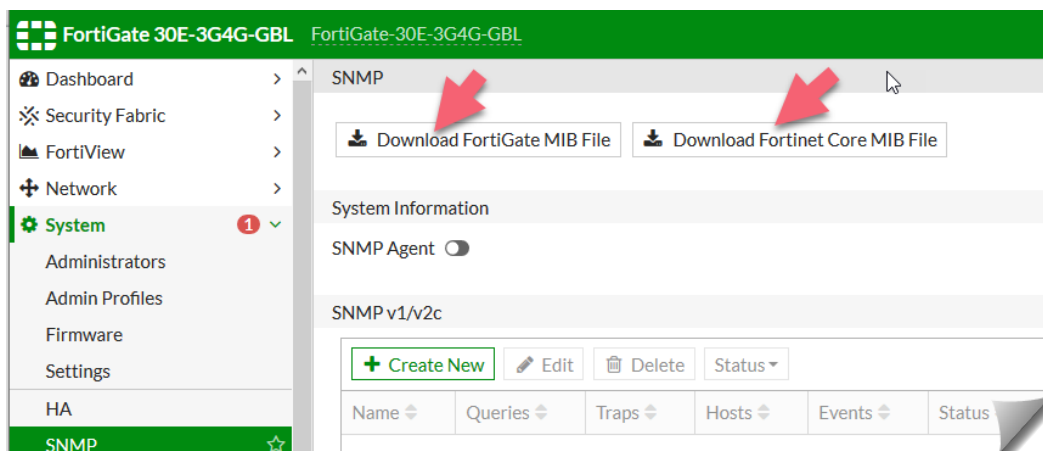 FortiGate 30E-3G4G-GBL FortiGate-30E-3G4G-GBL
Dashboard
Security Fabric
FortiView
Network
System 1
Administrators
Admin Profiles
Firmware
Settings
HA
SNMP
SNMP
Download FortiGate MIB File Download Fortinet Core MIB File
System Information
SNMP Agent
SNMP v1/v2c
Create New Edit Delete Status
Name Queries Traps Hosts Events Status